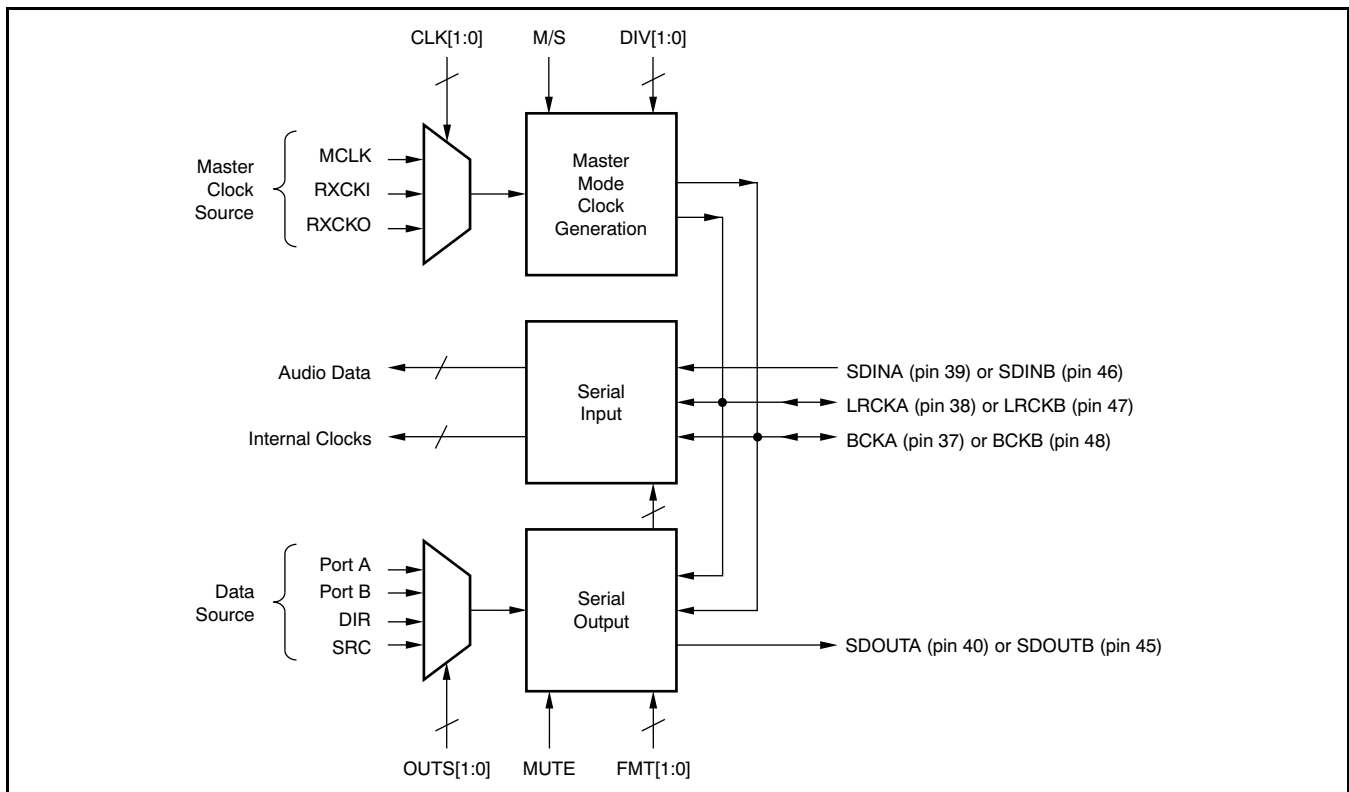 CLK[1:0]
M/S
DIV[1:0]
Master
Clock
Source
MCLK
RXCKI
RXCKO
Master
Mode
Clock
Generation
Audio Data
Internal Clocks
Serial
Input
SDINA (pin 39) or SDINB (pin 46)
LRCKA (pin 38) or LRCKB (pin 47)
BCKA (pin 37) or BCKB (pin 48)
Data
Source
Port A
Port B
DIR
SRC
Serial
Output
SDOUTA (pin 40) or SDOUTB (pin 45)
OUTS[1:0]
MUTE
FMT[1:0]